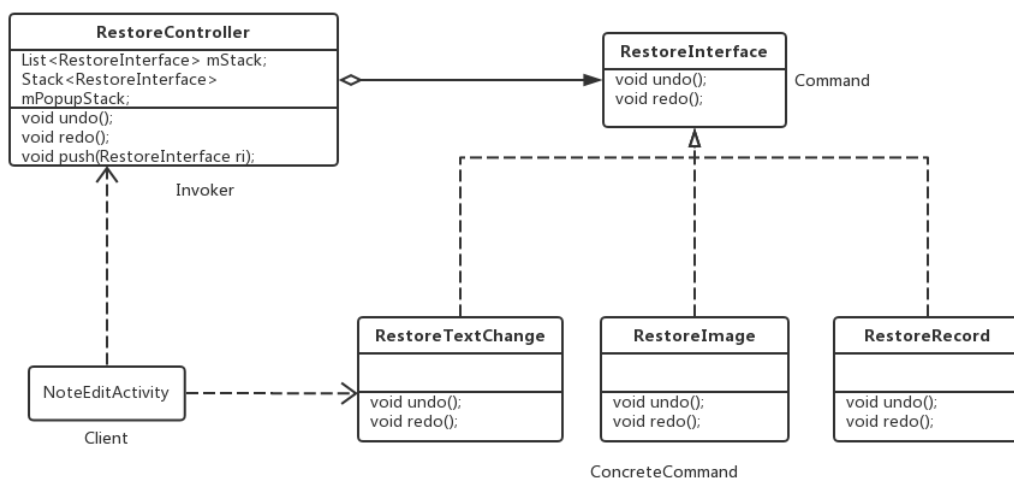 RestoreController
List<RestoreInterface> mStack;
Stack<RestoreInterface>
mPopupStack;
void undo();
void redo();
void push(RestoreInterface ri);
Invoker
RestoreInterface
void undo();
void redo();
Command
RestoreTextChange
void undo();
void redo();
RestoreImage
void undo();
void redo();
RestoreRecord
void undo();
void redo();
NoteEditActivity
Client
ConcreteCommand